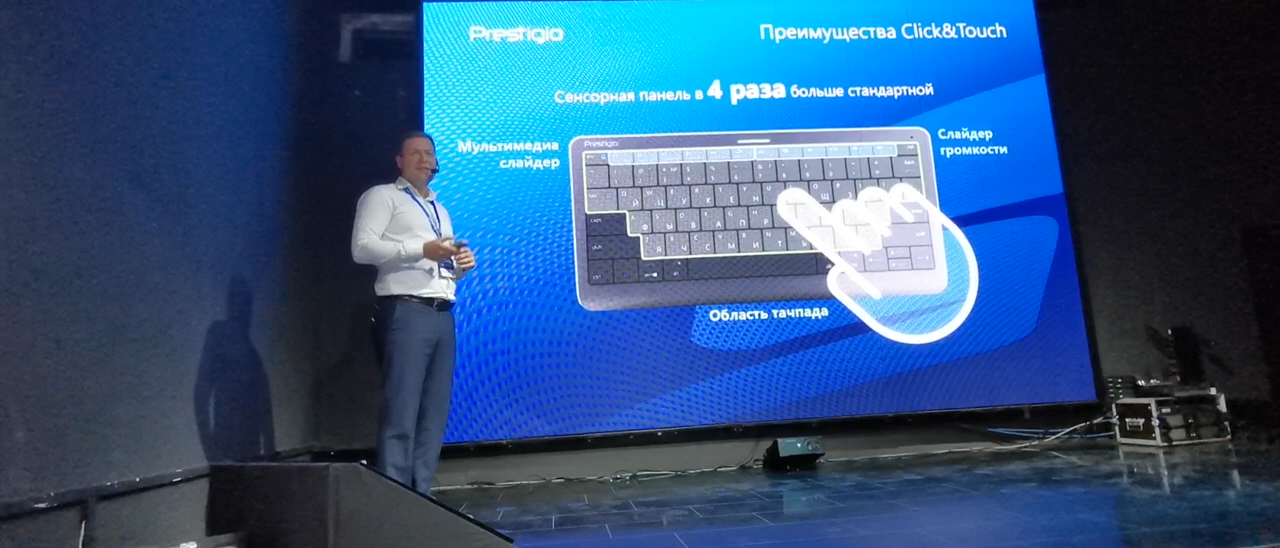 Prestigio
Преимущества Click&Touch
Сенсорная панель в 4 раза больше стандартной
Мультимедиа
слайдер
Слайдер
громкости
Prestigio
Область тачпада